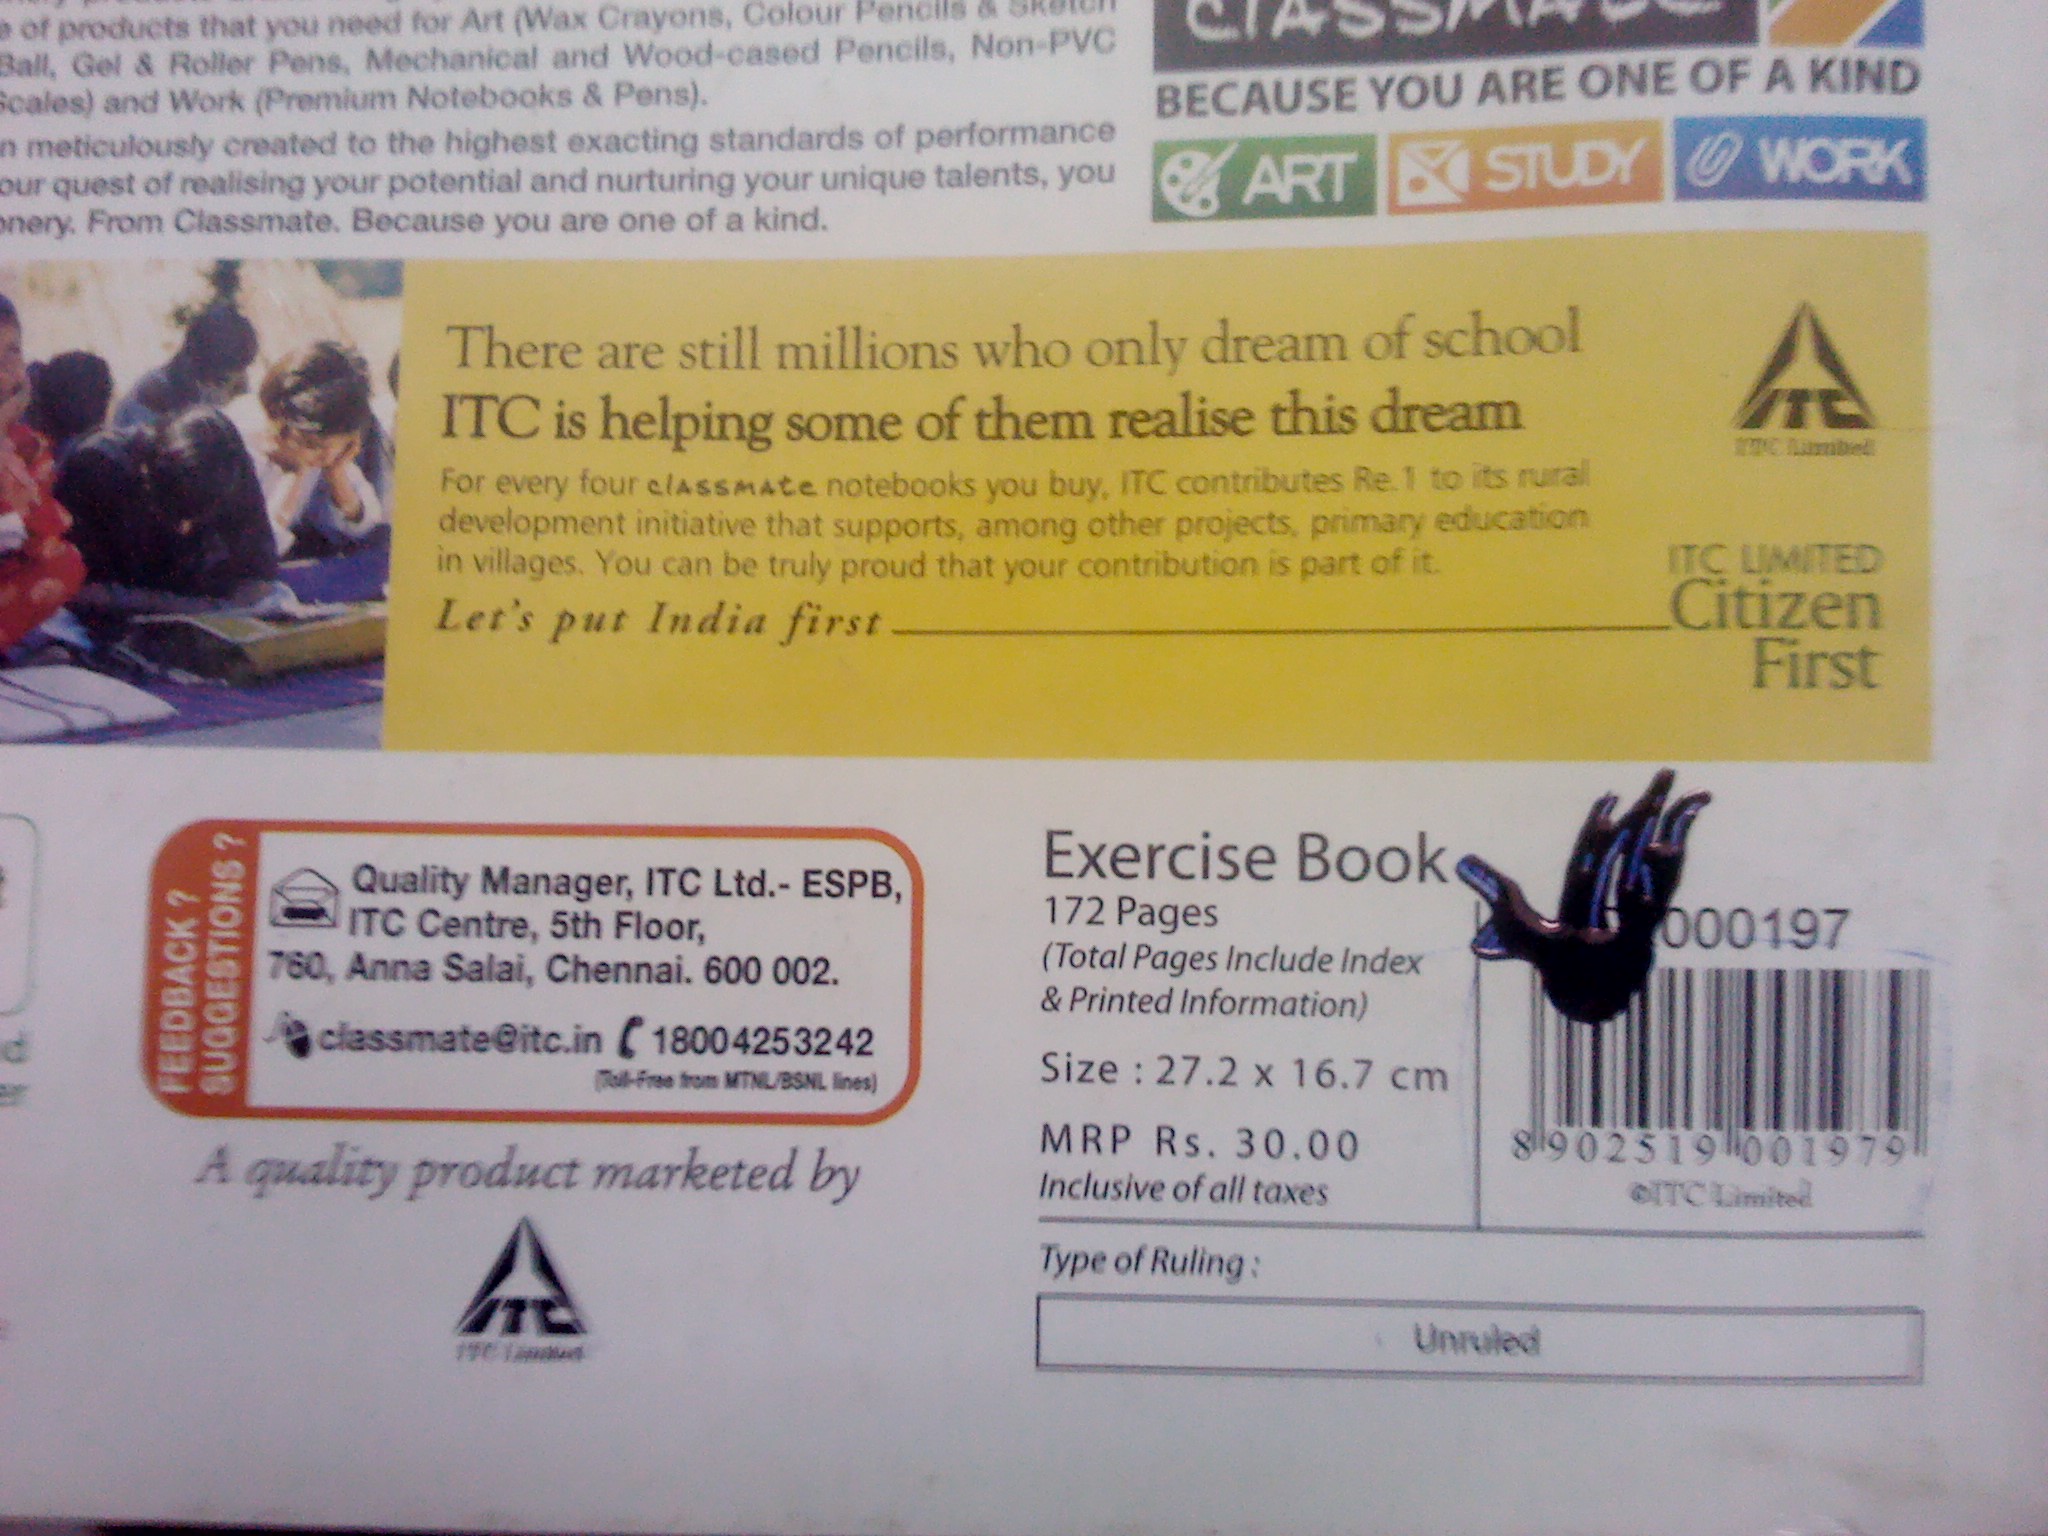 e of products that you need for Art (Wax Crayons, Colour Pencils & Sketch
Ball, Gel & Roller Pens, Mechanical and Wood-cased Pencils, Non-PVC
Scales) and Work (Premium Notebooks & Pens).
n meticulously created to the highest exacting standards of performance
our quest of realising your potential and nurturing your unique talents, you
onery. From Classmate. Because you are one of a kind.
CLASSMATE
BECAUSE YOU ARE ONE OF A KIND
ART STUDY WORK
There are still millions who only dream of school
ITC is helping some of them realise this dream
For every four classmate notebooks you buy, ITC contributes Re.1 to its rural
development initiative that supports, among other projects, primary education
in villages. You can be truly proud that your contribution is part of it.
Let's put India first
ITC
ITC Limited
ITC LIMITED
Citizen
First
FEEDBACK ?
SUGGESTIONS ?
Quality Manager, ITC Ltd.- ESPB,
ITC Centre, 5th Floor,
760, Anna Salai, Chennai. 600 002.
classmate@itc.in 18004253242
(Toll-Free from MTNL/BSNL lines)
A quality product marketed by
ITC
ITC Limited
Exercise Book
172 Pages
(Total Pages Include Index
& Printed Information)
Size : 27.2 x 16.7 cm
MRP Rs. 30.00
Inclusive of all taxes
000197
8 902519 001979
©ITC Limited
Type of Ruling :
Unruled